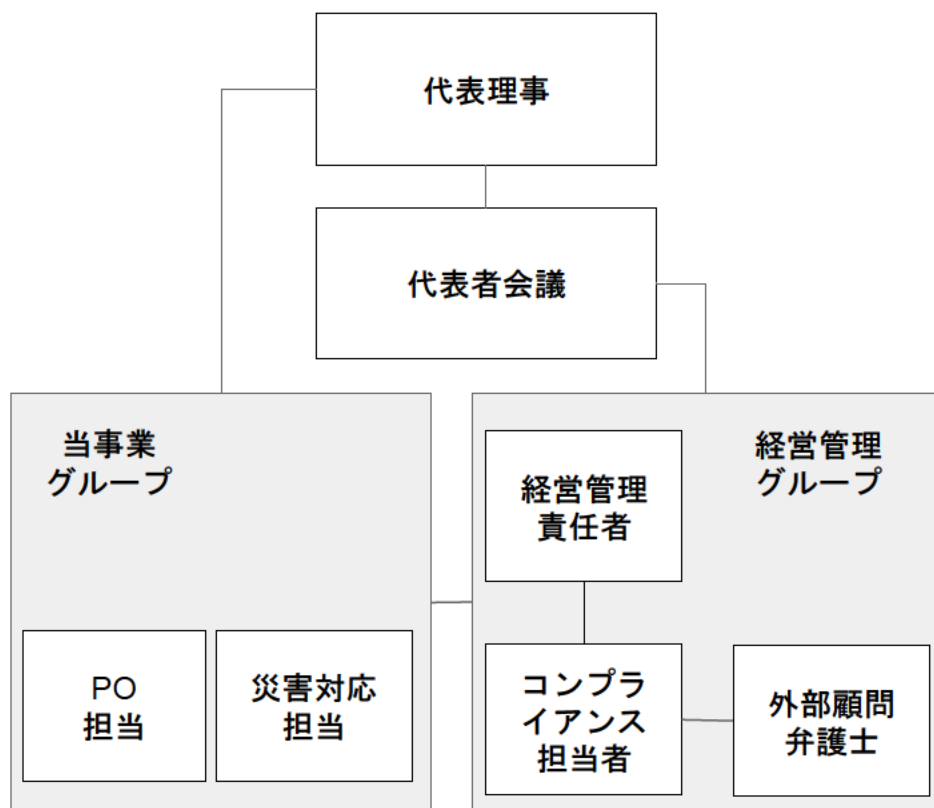 代表理事
代表者会議
当事業
グループ
PO
担当
災害対応
担当
経営管理
グループ
経営管理
責任者
コンプラ
イアンス
担当者
外部顧問
弁護士